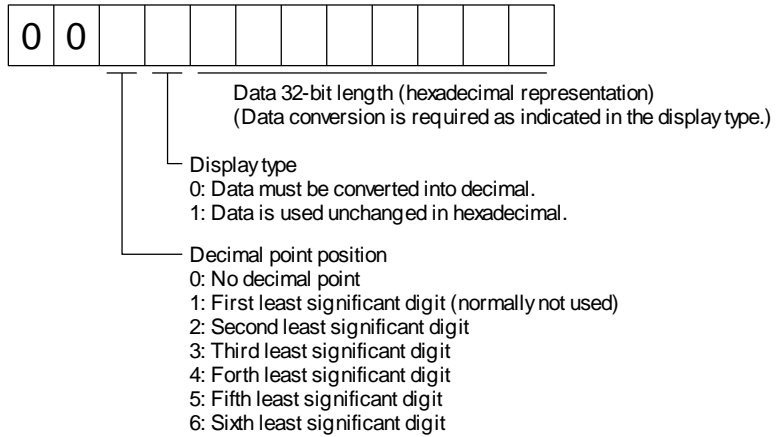 0 0
Data 32-bit length (hexadecimal representation)
(Data conversion is required as indicated in the display type.)
Display type
0: Data must be converted into decimal.
1: Data is used unchanged in hexadecimal.
Decimal point position
0: No decimal point
1: First least significant digit (normally not used)
2: Second least significant digit
3: Third least significant digit
4: Forth least significant digit
5: Fifth least significant digit
6: Sixth least significant digit